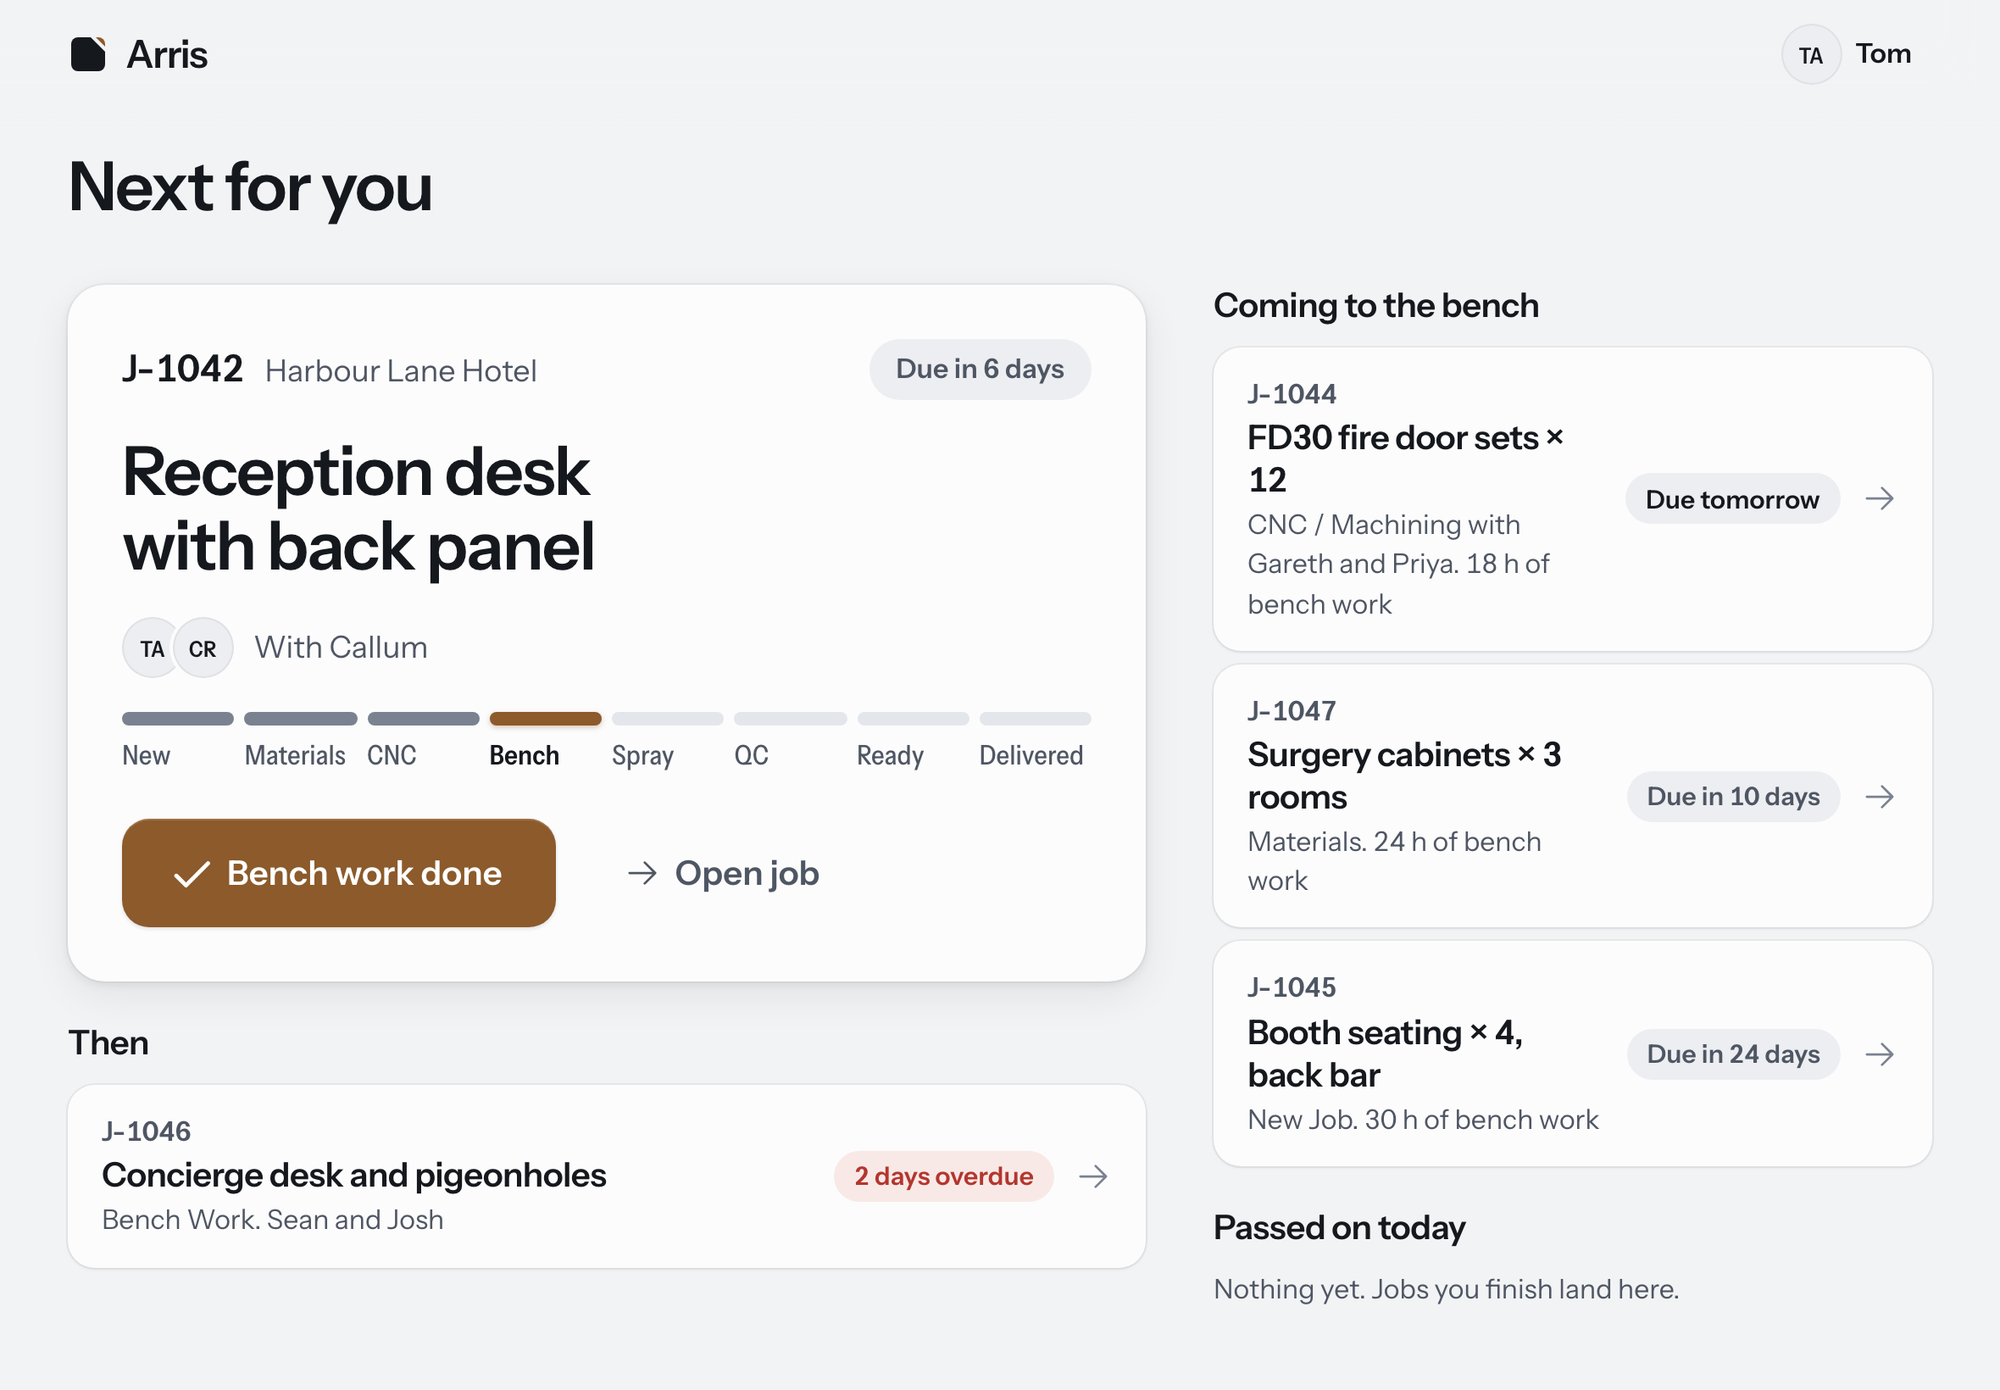 Arris
TA Tom
Next for you
J-1042 Harbour Lane Hotel
Due in 6 days
Reception desk
with back panel
TA CR With Callum
New Materials CNC Bench Spray QC Ready Delivered
Bench work done
Open job
Then
J-1046
Concierge desk and pigeonholes
Bench Work. Sean and Josh
2 days overdue
Coming to the bench
J-1044
FD30 fire door sets ×
12
CNC / Machining with
Gareth and Priya. 18 h of
bench work
Due tomorrow
J-1047
Surgery cabinets × 3
rooms
Materials. 24 h of bench
work
Due in 10 days
J-1045
Booth seating × 4,
back bar
New Job. 30 h of bench work
Due in 24 days
Passed on today
Nothing yet. Jobs you finish land here.